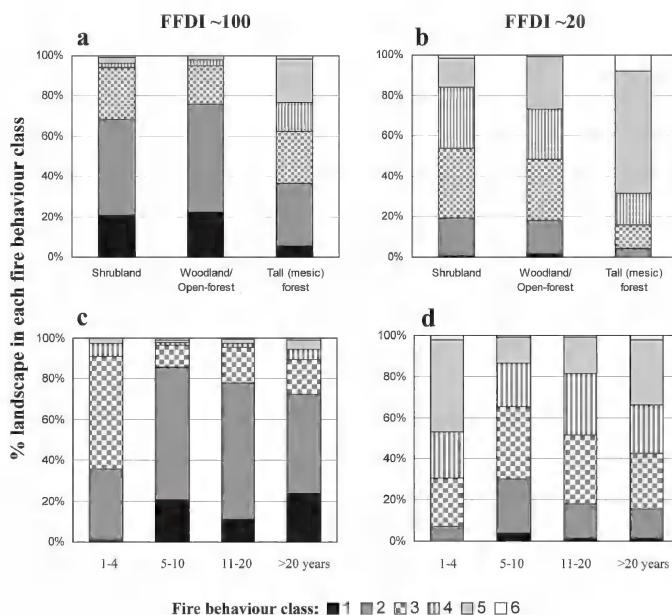 FFDI ~100
FFDI ~20
% landscape in each fire behaviour class
a
100%
80%
60%
40%
20%
0%
Shrubland
Woodland/
Open-forest
Tall (mesic)
forest
b
100%
80%
60%
40%
20%
0%
Shrubland
Woodland/
Open-forest
Tall (mesic)
forest
c
100%
80%
60%
40%
20%
0%
1-4
5-10
11-20
>20 years
d
100%
80%
60%
40%
20%
0%
1-4
5-10
11-20
>20 years
Fire behaviour class: 1 2 3 4 5 6